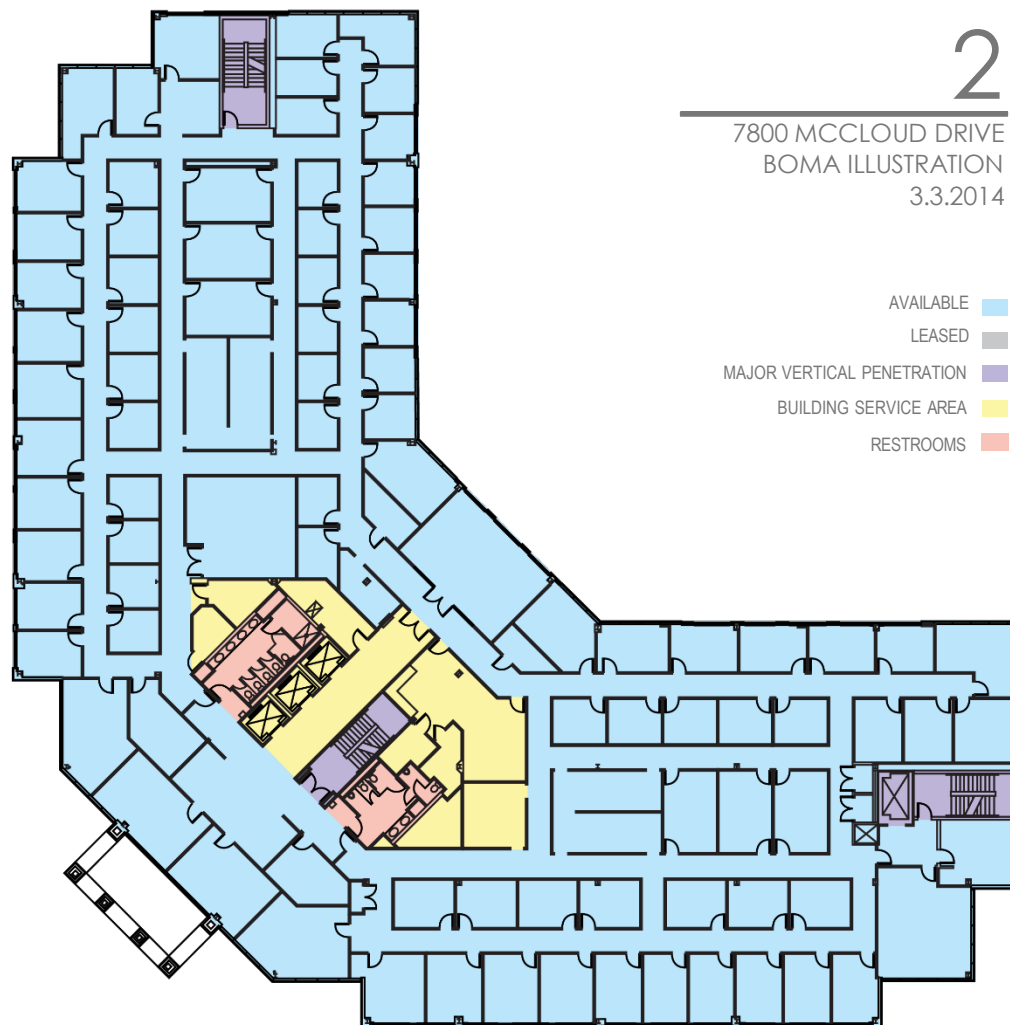 2
7800 MCCLOUD DRIVE
BOMA ILLUSTRATION
3.3.2014
AVAILABLE
LEASED
MAJOR VERTICAL PENETRATION
BUILDING SERVICE AREA
RESTROOMS